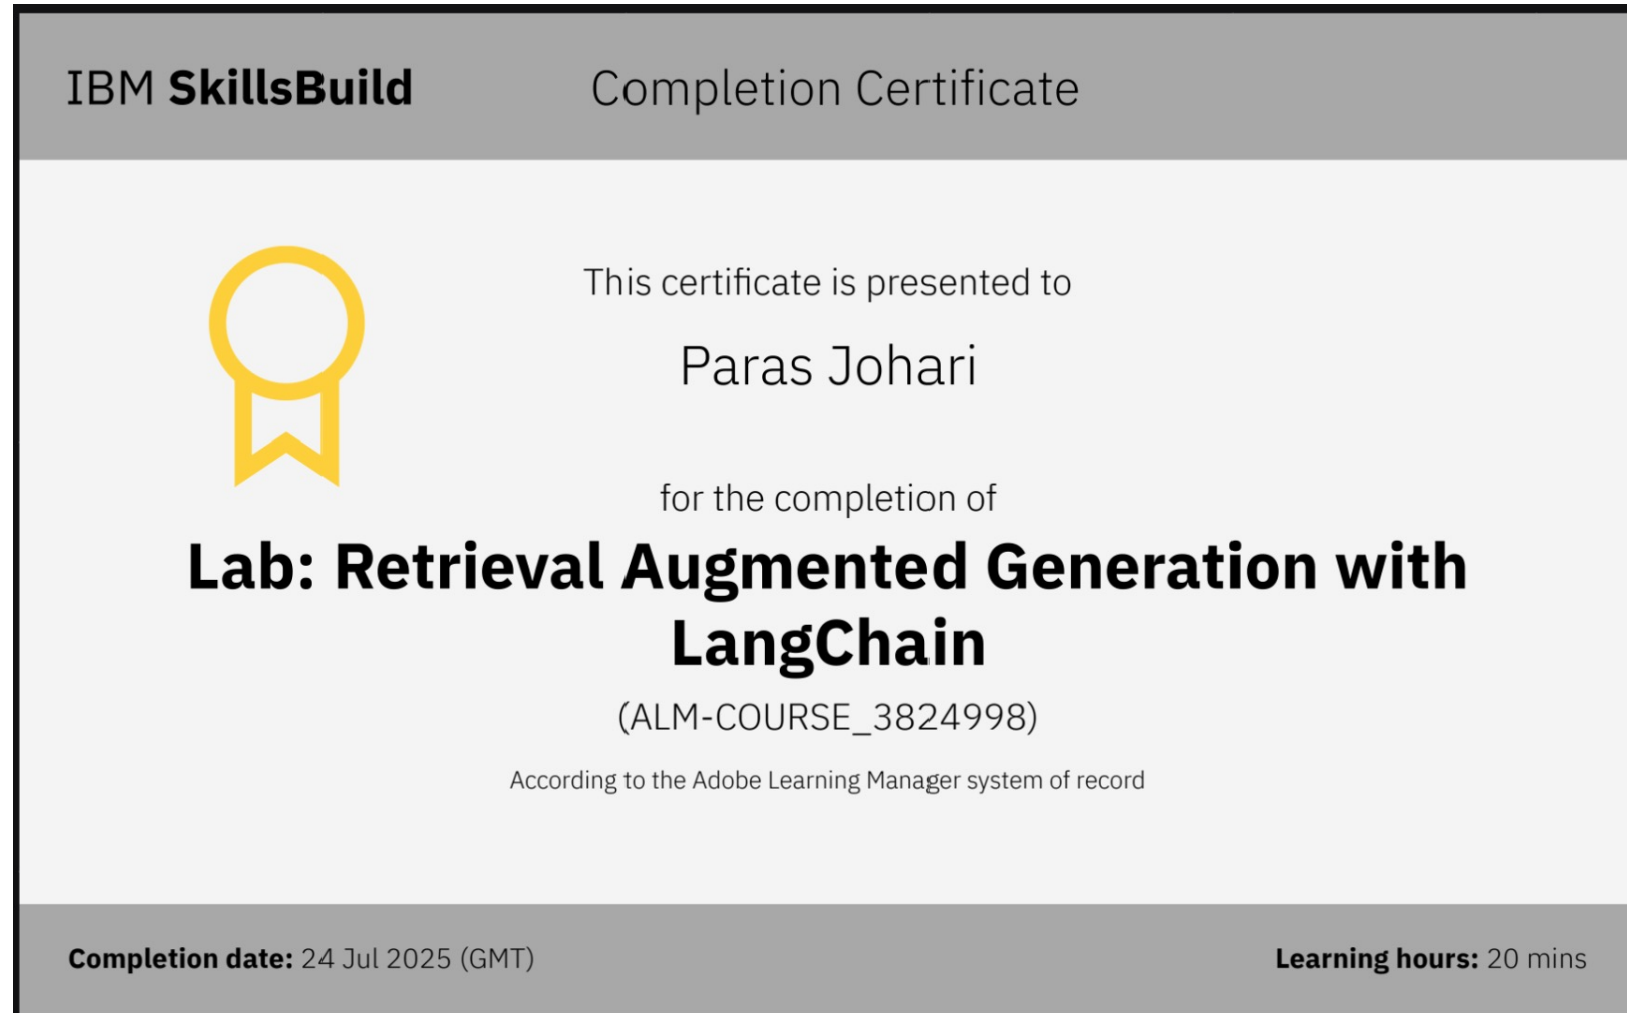 IBM SkillsBuild
Completion Certificate
This certificate is presented to
Paras Johari
for the completion of
Lab: Retrieval Augmented Generation with
LangChain
(ALM-COURSE_3824998)
According to the Adobe Learning Manager system of record
Completion date: 24 Jul 2025 (GMT)
Learning hours: 20 mins